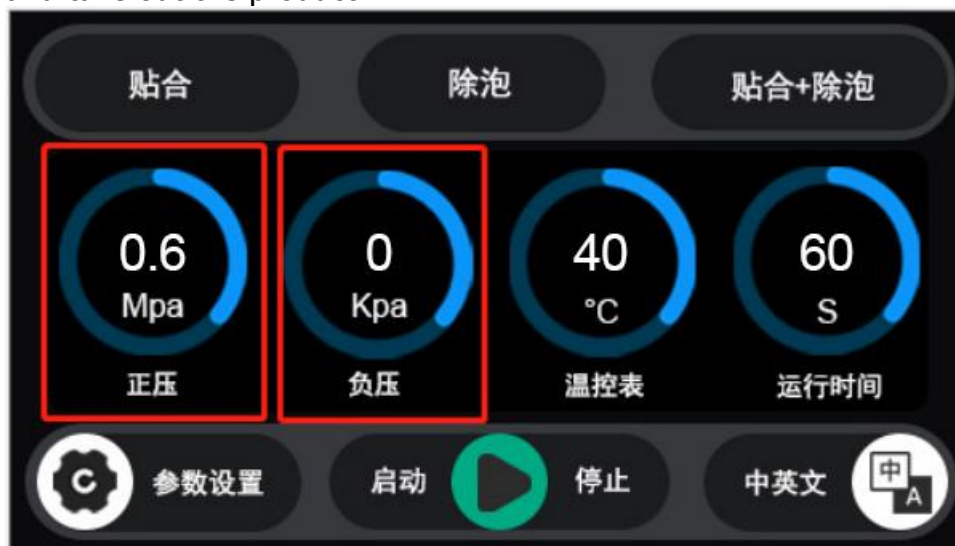 贴合
除泡
贴合+除泡
0.6
Mpa
正压
0
Kpa
负压
40
°C
温控表
60
S
运行时间
C
参数设置
启动
停止
中英文
中
A